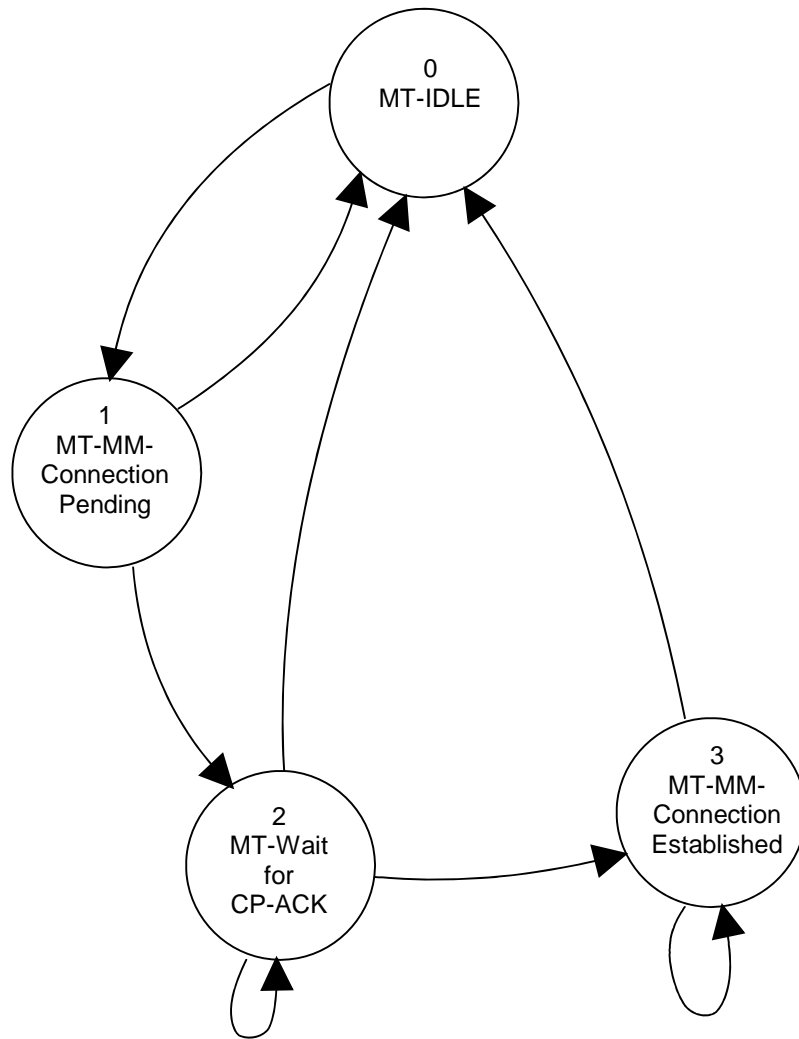 0
MT-IDLE
1
MT-MM-
Connection
Pending
2
MT-Wait
for
CP-ACK
3
MT-MM-
Connection
Established